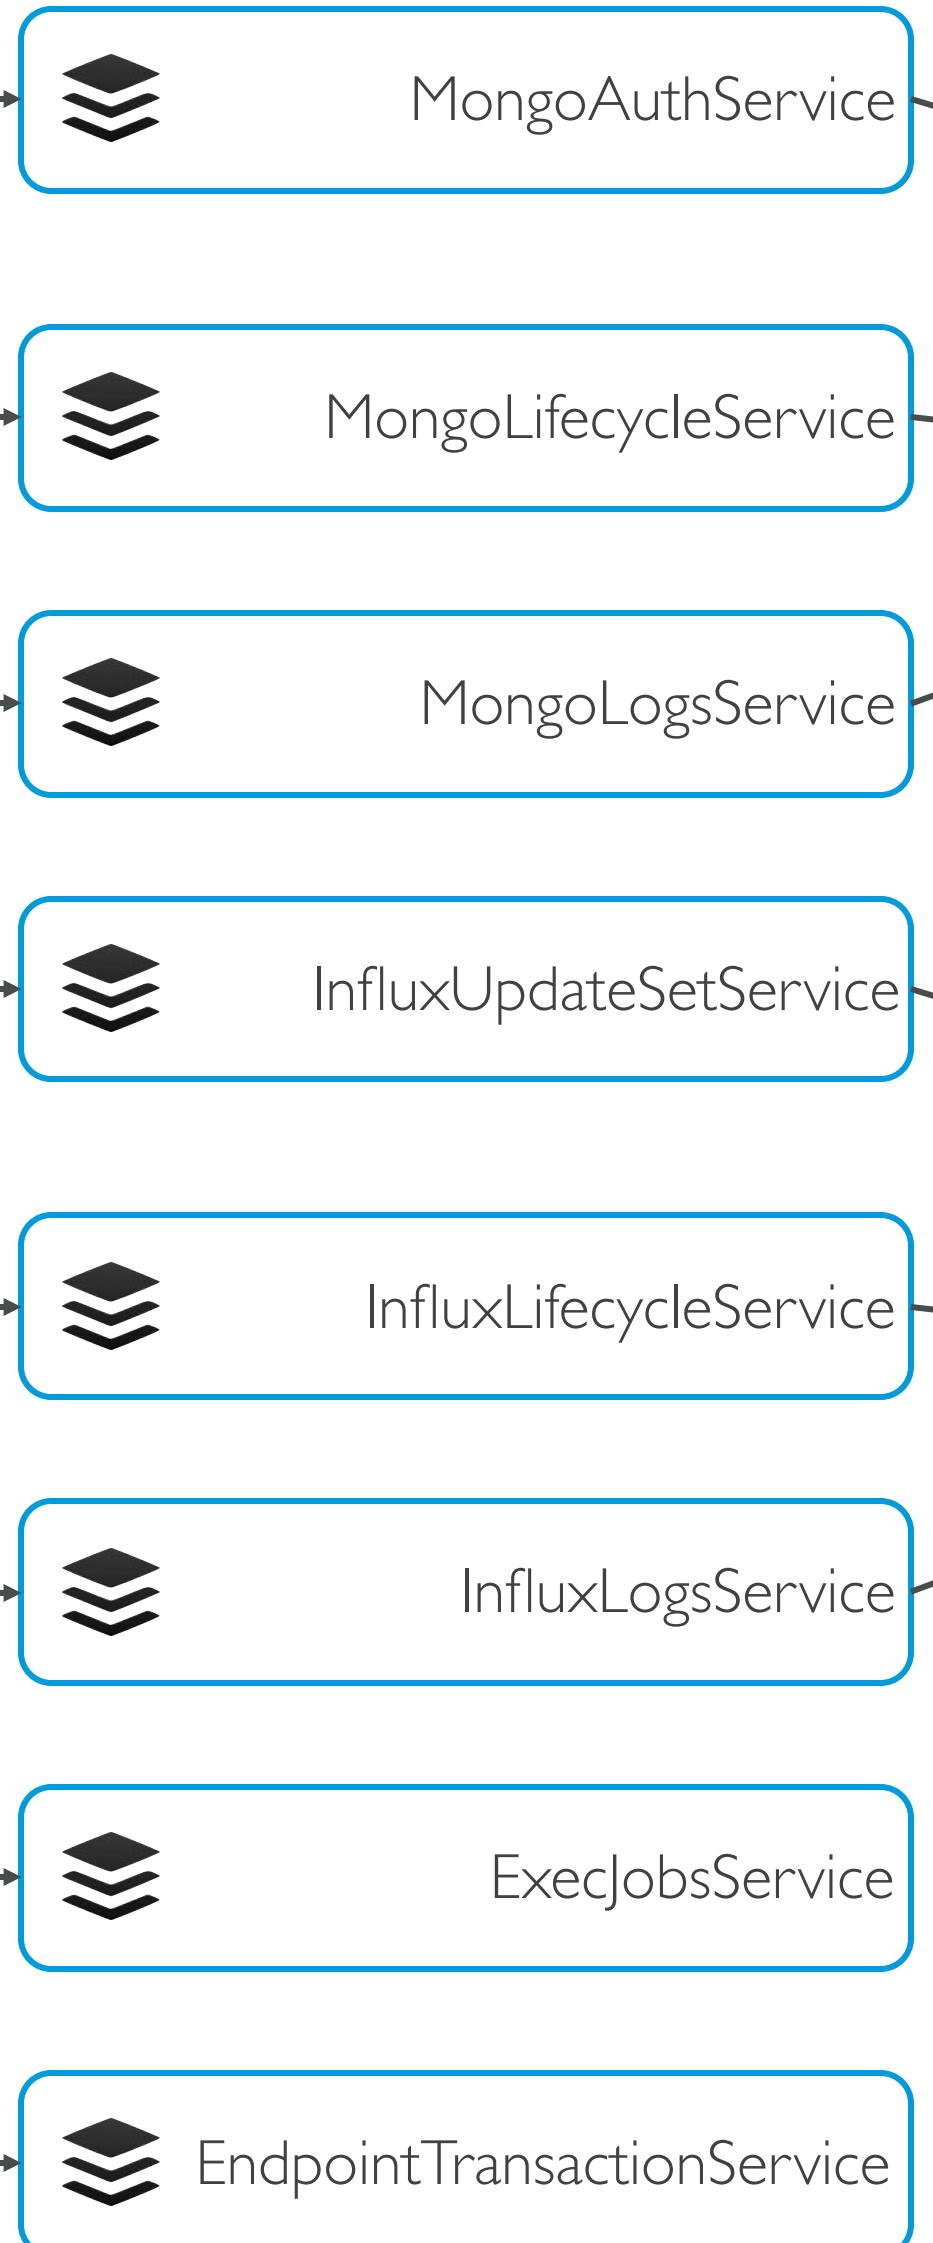 MongoAuthService
MongoLifecycleService
MongoLogsService
InfluxUpdateSetService
InfluxLifecycleService
InfluxLogsService
ExecJobsService
EndpointTransactionService